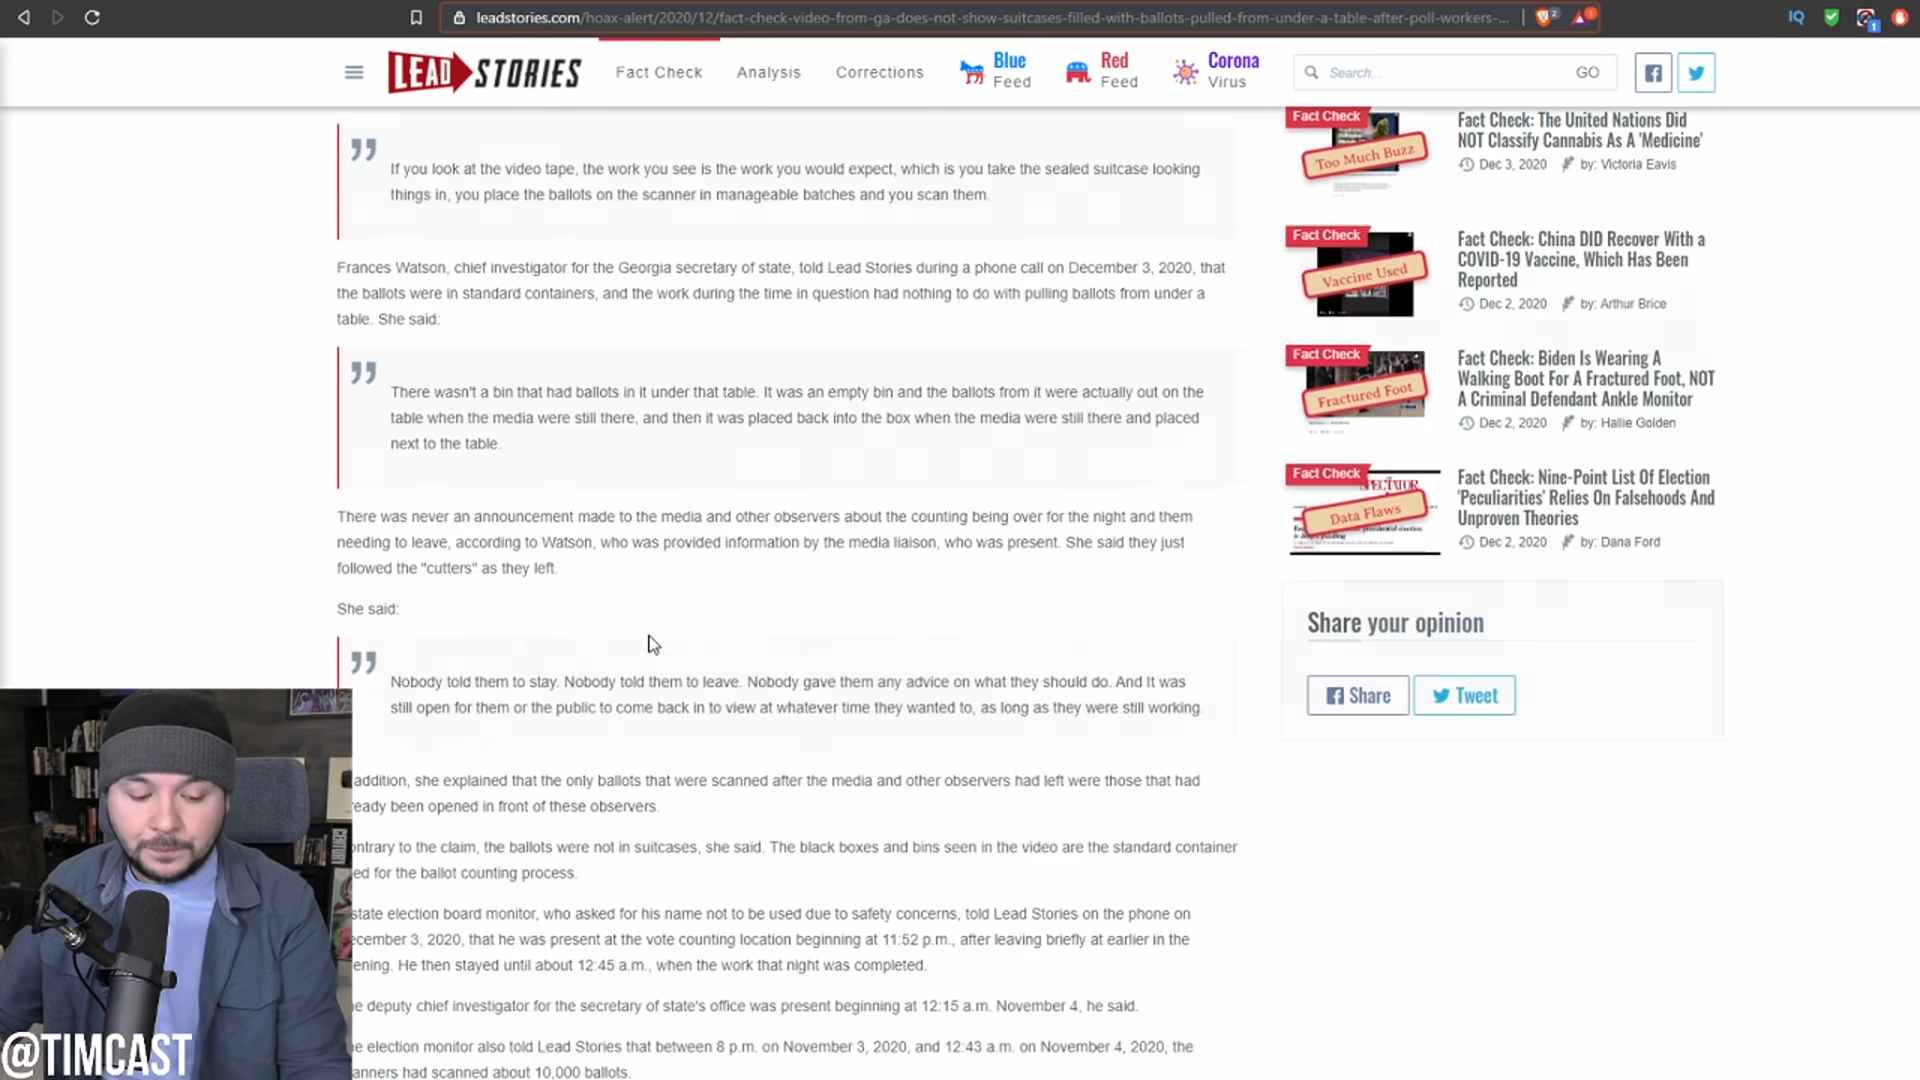 leadstories.com/hoax-alert/2020/12/fact-check-video-from-ga-does-not-show-suitcases-filled-with-ballots-pulled-from-under-a-table-after-poll-workers-...
2
1
IQ
1
LEAD STORIES
Fact Check
Analysis
Corrections
Blue
Feed
Red
Feed
Corona
Virus
Search...
GO
If you look at the video tape, the work you see is the work you would expect, which is you take the sealed suitcase looking
things in, you place the ballots on the scanner in manageable batches and you scan them.
Frances Watson, chief investigator for the Georgia secretary of state, told Lead Stories during a phone call on December 3, 2020, that
the ballots were in standard containers, and the work during the time in question had nothing to do with pulling ballots from under a
table. She said:
There wasn't a bin that had ballots in it under that table. It was an empty bin and the ballots from it were actually out on the
table when the media were still there, and then it was placed back into the box when the media were still there and placed
next to the table.
There was never an announcement made to the media and other observers about the counting being over for the night and them
needing to leave, according to Watson, who was provided information by the media liaison, who was present. She said they just
followed the "cutters" as they left.
She said:
Nobody told them to stay. Nobody told them to leave. Nobody gave them any advice on what they should do. And It was
still open for them or the public to come back in to view at whatever time they wanted to, as long as they were still working.
addition, she explained that the only ballots that were scanned after the media and other observers had left were those that had
eady been opened in front of these observers.
ontrary to the claim, the ballots were not in suitcases, she said. The black boxes and bins seen in the video are the standard container
ed for the ballot counting process.
state election board monitor, who asked for his name not to be used due to safety concerns, told Lead Stories on the phone on
ecember 3, 2020, that he was present at the vote counting location beginning at 11:52 p.m., after leaving briefly at earlier in the
ening. He then stayed until about 12:45 a.m., when the work that night was completed.
e deputy chief investigator for the secretary of state's office was present beginning at 12:15 a.m. November 4, he said.
e election monitor also told Lead Stories that between 8 p.m. on November 3, 2020, and 12:43 a.m. on November 4, 2020, the
anners had scanned about 10,000 ballots.
Fact Check
Too Much Buzz
Fact Check: The United Nations Did
NOT Classify Cannabis As A 'Medicine'
Dec 3, 2020 by: Victoria Eavis
Fact Check
Vaccine Used
Fact Check: China DID Recover With a
COVID-19 Vaccine, Which Has Been
Reported
Dec 2, 2020 by: Arthur Brice
Fact Check
Fractured Foot
Fact Check: Biden Is Wearing A
Walking Boot For A Fractured Foot, NOT
A Criminal Defendant Ankle Monitor
Dec 2, 2020 by: Hallie Golden
Fact Check
SPECTATOR
Data Flaws
Fact Check: Nine-Point List Of Election
'Peculiarities' Relies On Falsehoods And
Unproven Theories
Dec 2, 2020 by: Dana Ford
Share your opinion
Share
Tweet
@TIMCAST